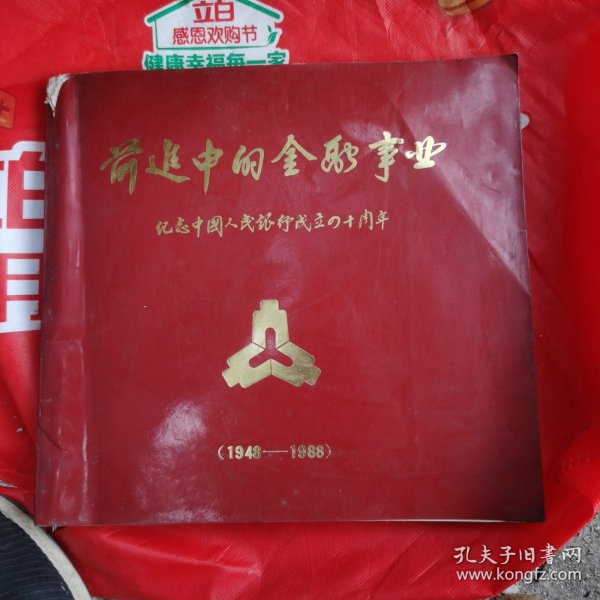 立白
感恩欢购节
健康幸福每一家
前進中的金融事业
纪念中国人民银行成立四十周年
(1948——1988)
孔夫子旧书网
www.kongfz.com